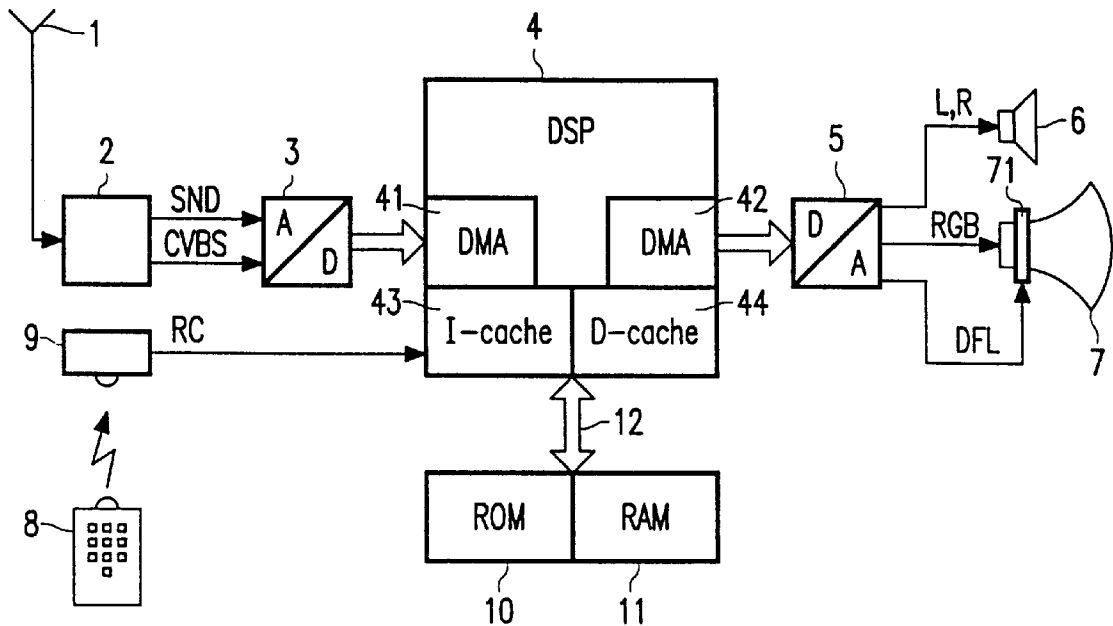 1
4
DSP
L,R
6
2
3
41
42
5
71
SND
A
D
CVBS
D
A
DMA
DMA
RGB
43
44
9
RC
I-cache
D-cache
DFL
7
12
8
ROM
RAM
10
11